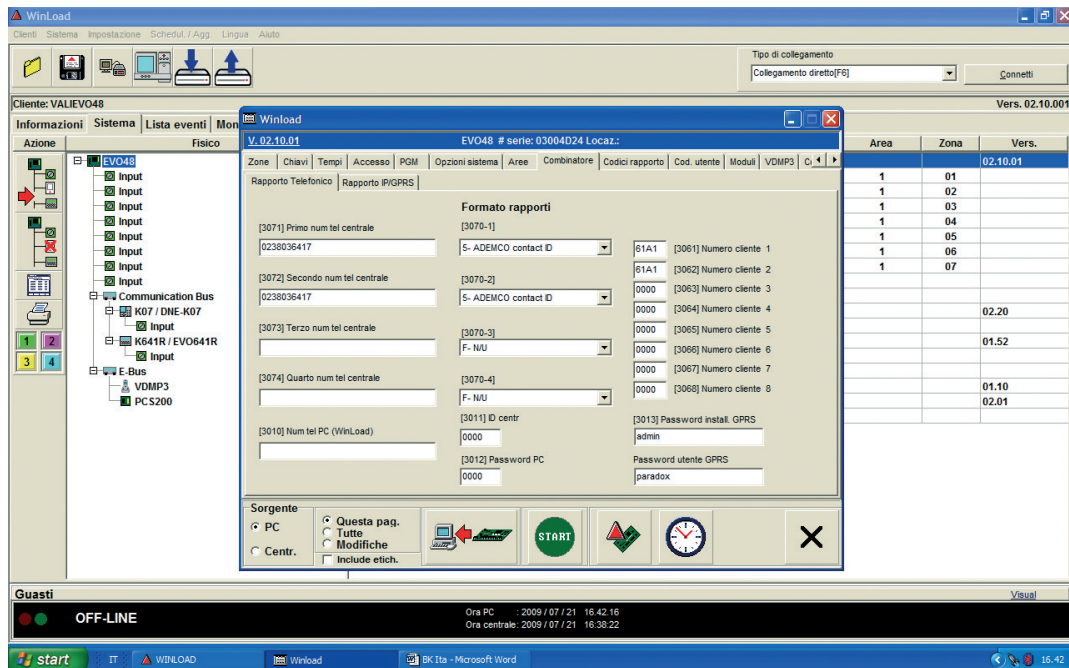 WinLoad
Clienti Sistema Impostazione Schedul. / Agg. Lingua Aiuto
Tipo di collegamento
Collegamento diretto[F6]
Connetti
Cliente: VALIEVO48
Vers. 02.10.001
Informazioni Sistema Lista eventi Mon
Azione Fisico Area Zona Vers.
EVO48 02.10.01
Input 1 01
Input 1 02
Input 1 03
Input 1 04
Input 1 05
Input 1 06
Input 1 07
Input
Communication Bus
K07 / DNE-K07 02.20
Input
K641R / EVO641R 01.52
Input
E-Bus
VDMP3 01.10
PCS200 02.01
1 2
3 4
Winload
V. 02.10.01 EVO48 # serie: 03004D24 Locaz.:
Zone Chiavi Tempi Accesso PGM Opzioni sistema Aree Combinatore Codici rapporto Cod. utente Moduli VDMP3
Rapporto Telefonico Rapporto IP/GPRS
Formato rapporti
[3071] Primo num tel centrale
0238036417
[3072] Secondo num tel centrale
0238036417
[3073] Terzo num tel centrale
[3074] Quarto num tel centrale
[3010] Num tel PC (WinLoad)
[3070-1]
5- ADEMCO contact ID
[3070-2]
5- ADEMCO contact ID
[3070-3]
F- N/U
[3070-4]
F- N/U
[3011] ID centr
0000
[3012] Password PC
0000
61A1 [3061] Numero cliente 1
61A1 [3062] Numero cliente 2
0000 [3063] Numero cliente 3
0000 [3064] Numero cliente 4
0000 [3065] Numero cliente 5
0000 [3066] Numero cliente 6
0000 [3067] Numero cliente 7
0000 [3068] Numero cliente 8
[3013] Password install. GPRS
admin
Password utente GPRS
paradox
Sorgente
PC
Centr.
Questa pag.
Tutte
Modifiche
Include etich.
START
Guasti
Visual
OFF-LINE
Ora PC : 2009 / 07 / 21 16.42.16
Ora centrale: 2009 / 07 / 21 16:38:22
start IT WINLOAD Winload BK Ita - Microsoft Word 16.42